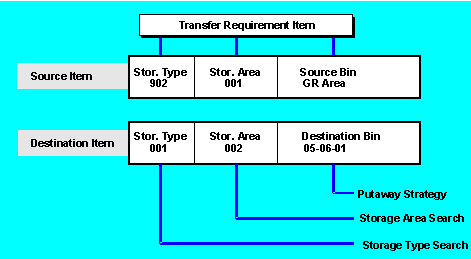 Transfer Requirement Item
Source Item
Stor. Type
902
Stor. Area
001
Source Bin
GR Area
Destination Item
Stor. Type
001
Stor. Area
002
Destination Bin
05-06-01
Putaway Strategy
Storage Area Search
Storage Type Search